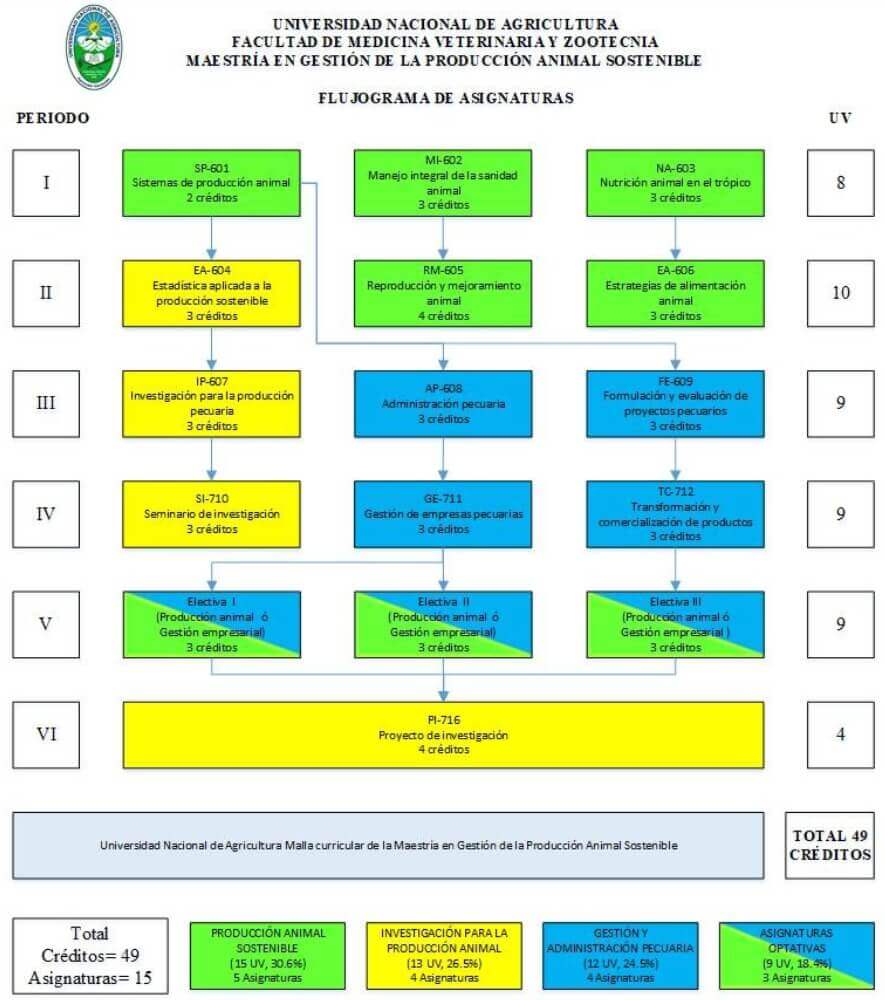 UNIVERSIDAD NACIONAL DE AGRICULTURA
FACULTAD DE MEDICINA VETERINARIA Y ZOOTECNIA
MAESTRÍA EN GESTIÓN DE LA PRODUCCIÓN ANIMAL SOSTENIBLE
FLUJOGRAMA DE ASIGNATURAS
PERIODO
UV
I
SP-601
Sistemas de producción animal
2 créditos
MI-602
Manejo integral de la sanidad
animal
3 créditos
NA-603
Nutrición animal en el trópico
3 créditos
8
II
EA-604
Estadística aplicada a la
producción sostenible
3 créditos
RM-605
Reproducción y mejoramiento
animal
4 créditos
EA-606
Estrategias de alimentación
animal
3 créditos
10
III
IP-607
Investigación para la producción
pecuaria
3 créditos
AP-608
Administración pecuaria
3 créditos
FE-609
Formulación y evaluación de
proyectos pecuarios
3 créditos
9
IV
SI-710
Seminario de investigación
3 créditos
GE-711
Gestión de empresas pecuarias
3 créditos
TC-712
Transformación y
comercialización de productos
3 créditos
9
V
Electiva I
(Producción animal ó
Gestión empresarial)
3 créditos
Electiva II
(Producción animal ó
Gestión empresarial)
3 créditos
Electiva III
(Producción animal ó
Gestión empresarial )
3 créditos
9
VI
PI-716
Proyecto de investigación
4 créditos
4
Universidad Nacional de Agricultura Malla curricular de la Maestría en Gestión de la Producción Animal Sostenible
TOTAL 49
CRÉDITOS
Total
Créditos= 49
Asignaturas= 15
PRODUCCIÓN ANIMAL
SOSTENIBLE
(15 UV, 30.6%)
5 Asignaturas
INVESTIGACIÓN PARA LA
PRODUCCIÓN ANIMAL
(13 UV, 26.5%)
4 Asignaturas
GESTIÓN Y
ADMINISTRACIÓN PECUARIA
(12 UV, 24.5%)
4 Asignaturas
ASIGNATURAS
OPTATIVAS
(9 UV, 18.4%)
3 Asignaturas